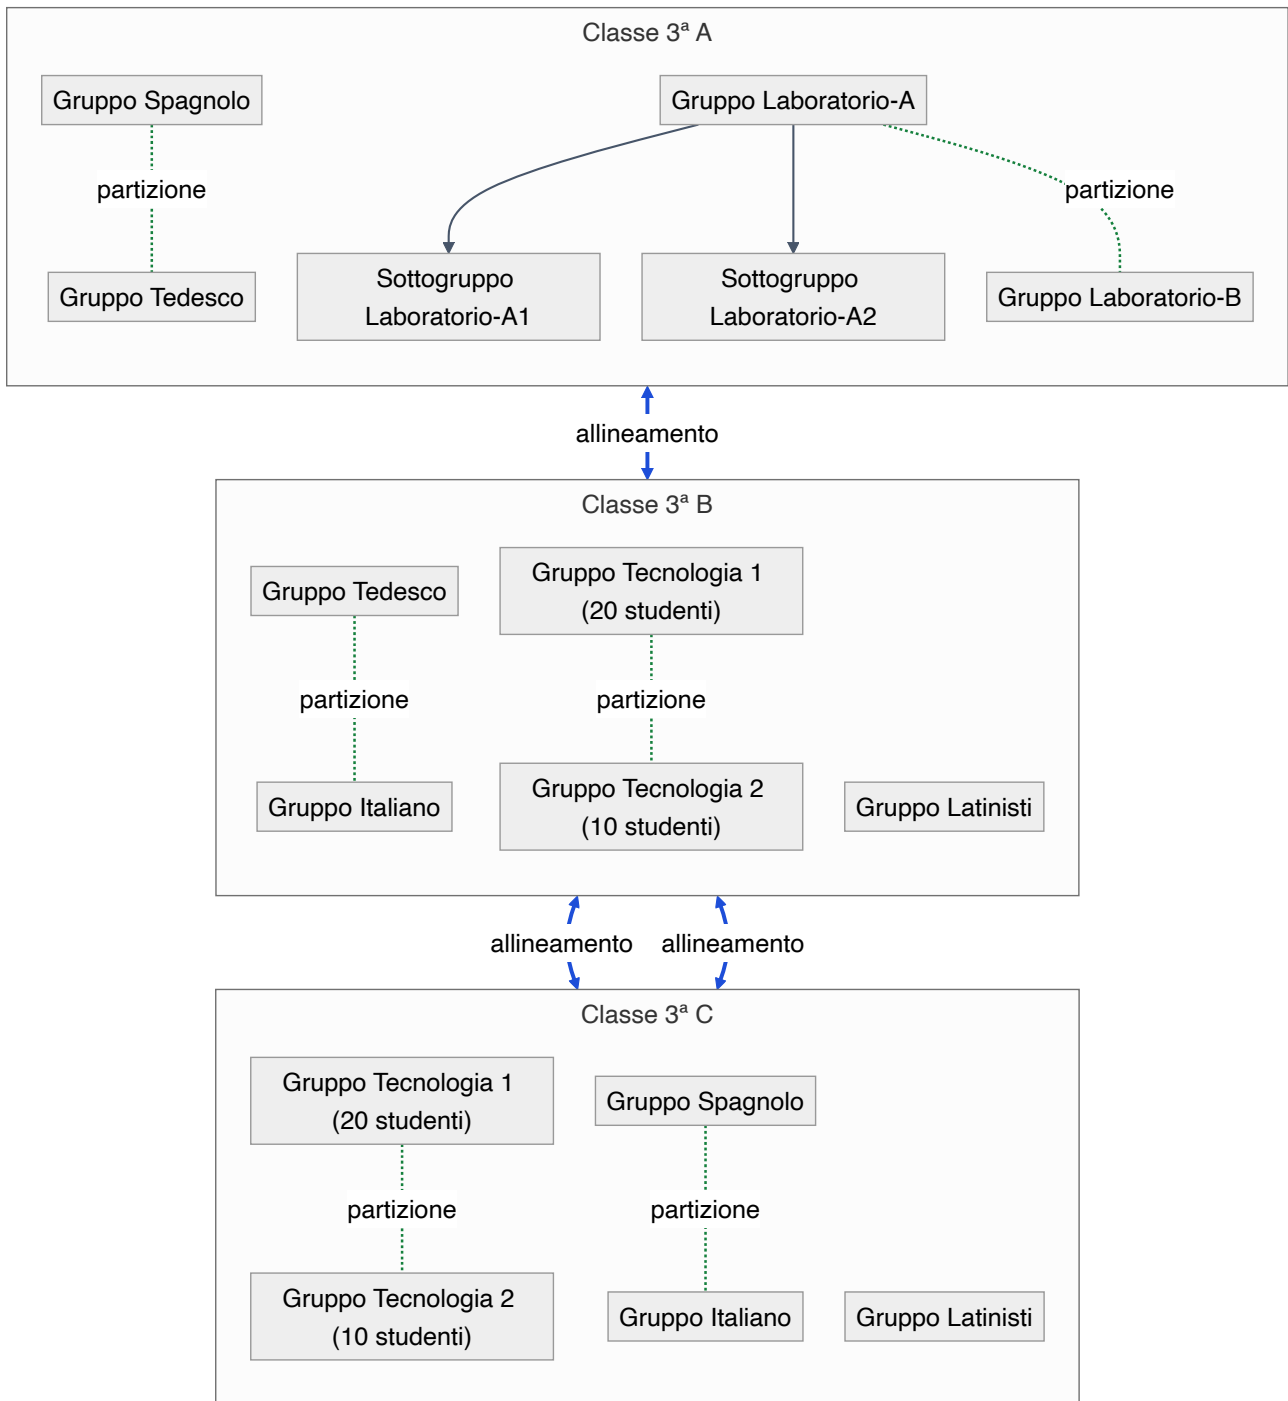 Classe 3ª A
Gruppo Spagnolo
Gruppo Laboratorio-A
partizione
partizione
Gruppo Tedesco
Sottogruppo
Laboratorio-A1
Sottogruppo
Laboratorio-A2
Gruppo Laboratorio-B
allineamento
Classe 3ª B
Gruppo Tedesco
Gruppo Tecnologia 1
(20 studenti)
partizione
partizione
Gruppo Italiano
Gruppo Tecnologia 2
(10 studenti)
Gruppo Latinisti
allineamento
allineamento
Classe 3ª C
Gruppo Tecnologia 1
(20 studenti)
Gruppo Spagnolo
partizione
partizione
Gruppo Tecnologia 2
(10 studenti)
Gruppo Italiano
Gruppo Latinisti